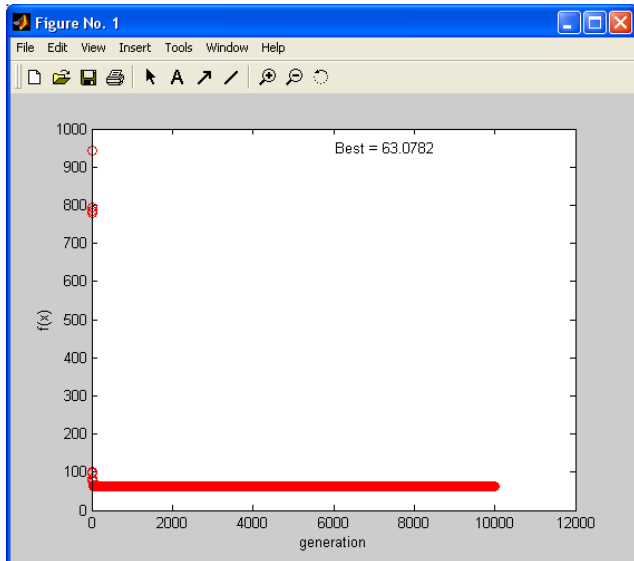 Figure No. 1
File Edit View Insert Tools Window Help
A
1000
Best = 63.0782
900
800
700
600
500
f(x)
400
300
200
100
0
0 2000 4000 6000 8000 10000 12000
generation